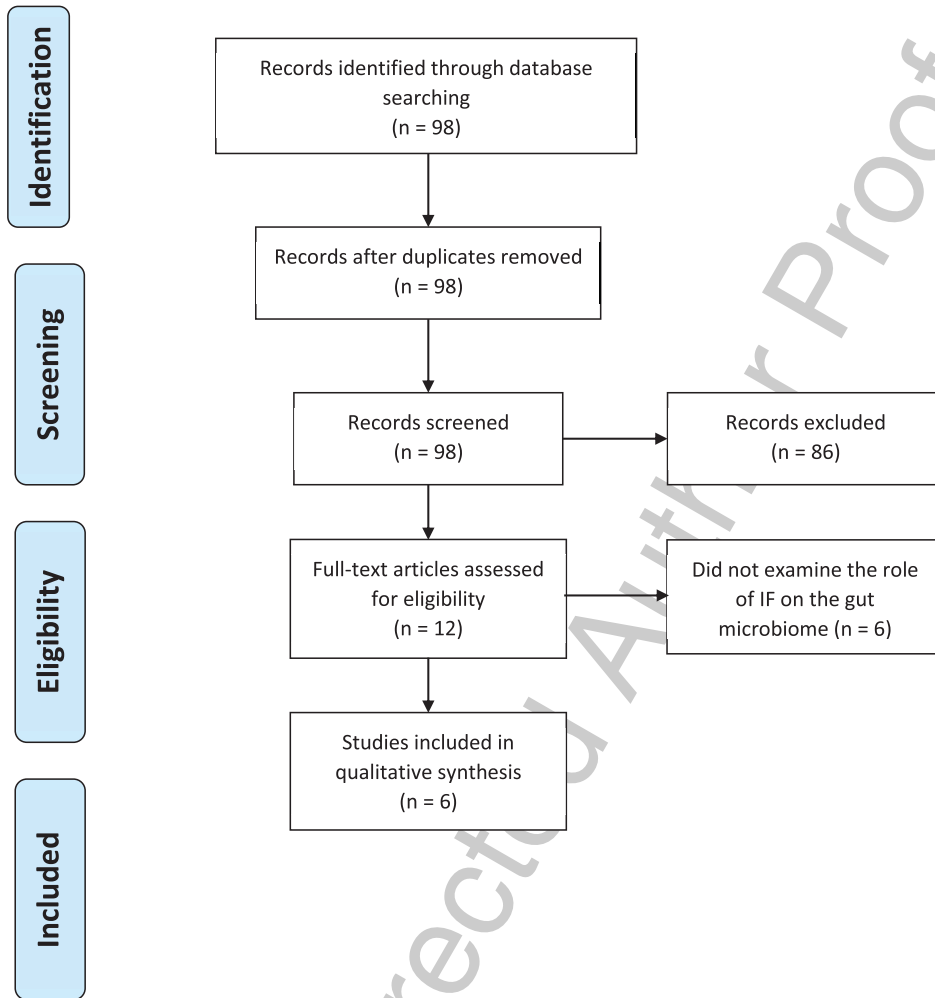 Identification
Records identified through database
searching
(n = 98)
Records after duplicates removed
(n = 98)
Screening
Records screened
(n = 98)
Records excluded
(n = 86)
Eligibility
Full-text articles assessed
for eligibility
(n = 12)
Did not examine the role
of IF on the gut
microbiome (n = 6)
Studies included in
qualitative synthesis
(n = 6)
Included
Author Proof